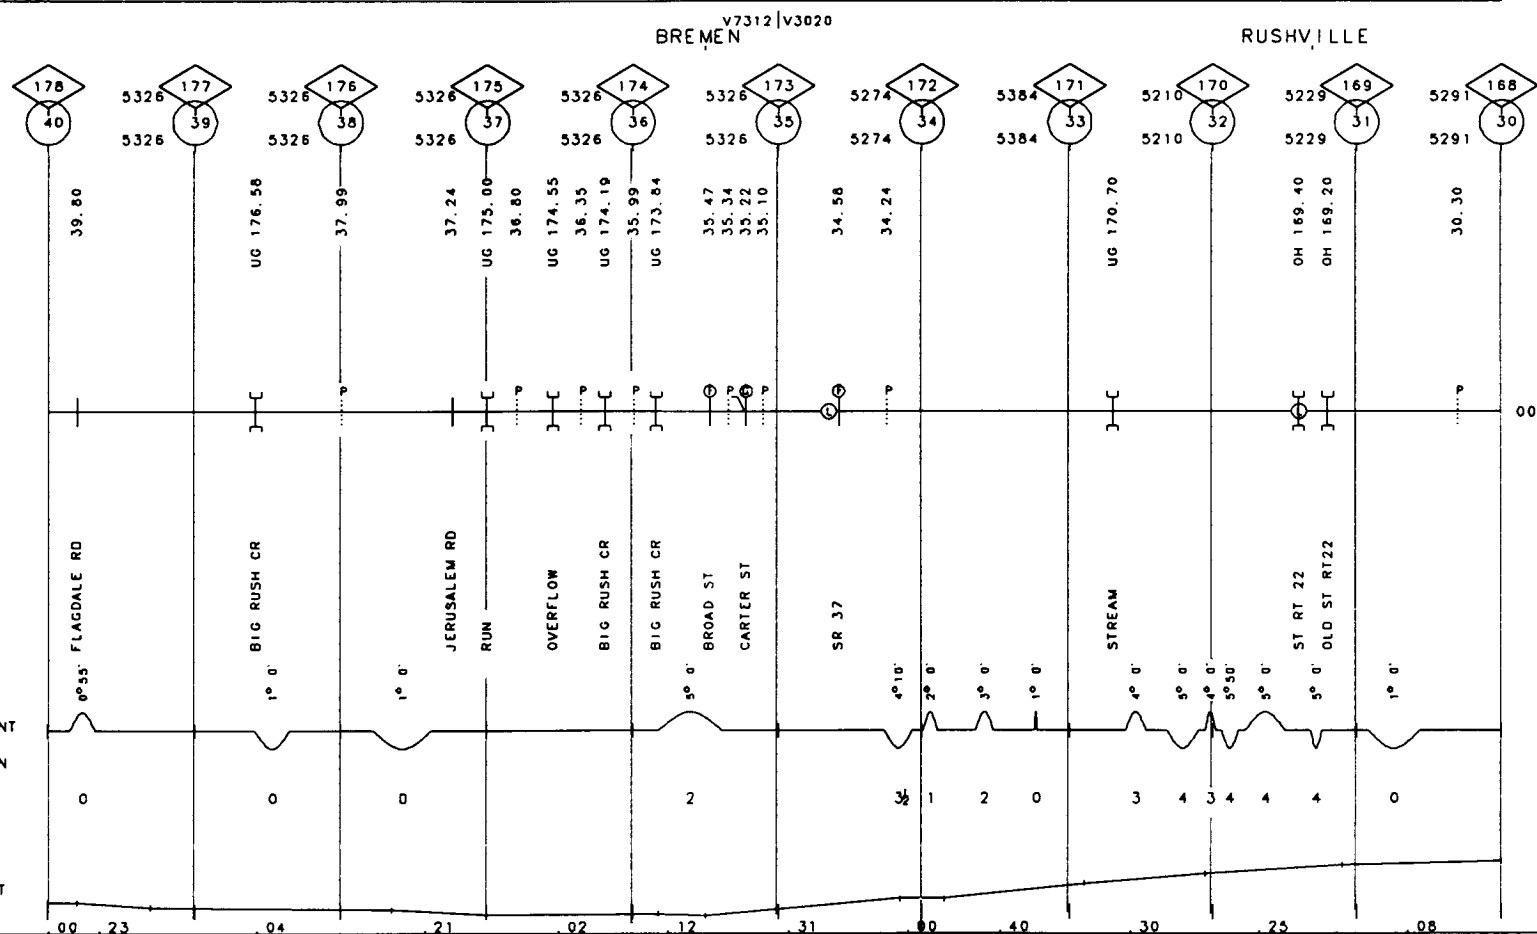 V7312|V3020
BREMEN RUSHVILLE
178 177 176 175 174 173 172 171 170 169 168
5326 5326 5326 5326 5326 5274 5384 5210 5229 5291
40 39 38 37 36 35 34 33 32 31 30
5326 5326 5326 5326 5326 5274 5384 5210 5229 5291
39.80
UG 176.58
37.99
37.24
UG 175.00
36.80
UG 174.55
36.35
UG 174.19
35.99
UG 173.84
35.47
35.34
35.22
35.10
34.58
34.24
UG 170.70
OH 169.40
OH 169.20
30.30
P P P P P P P P
00
FLAGDALE RD
BIG RUSH CR
JERUSALEM RD
RUN
OVERFLOW
BIG RUSH CR
BIG RUSH CR
BROAD ST
CARTER ST
SR 37
STREAM
ST RT 22
OLD ST RT22
0°55' 1° 0' 1° 0' 5° 0' 4°10' 2° 0' 3° 0' 1° 0' 4° 0' 5° 0' 4° 0' 5°50' 5° 0' 5° 0' 1° 0'
NT
N
0 0 0 2 3½ 1 2 0 3 4 3 4 4 4 0
T
.00 .23 .04 .21 .02 .12 .31 .00 .40 .30 .25 .08